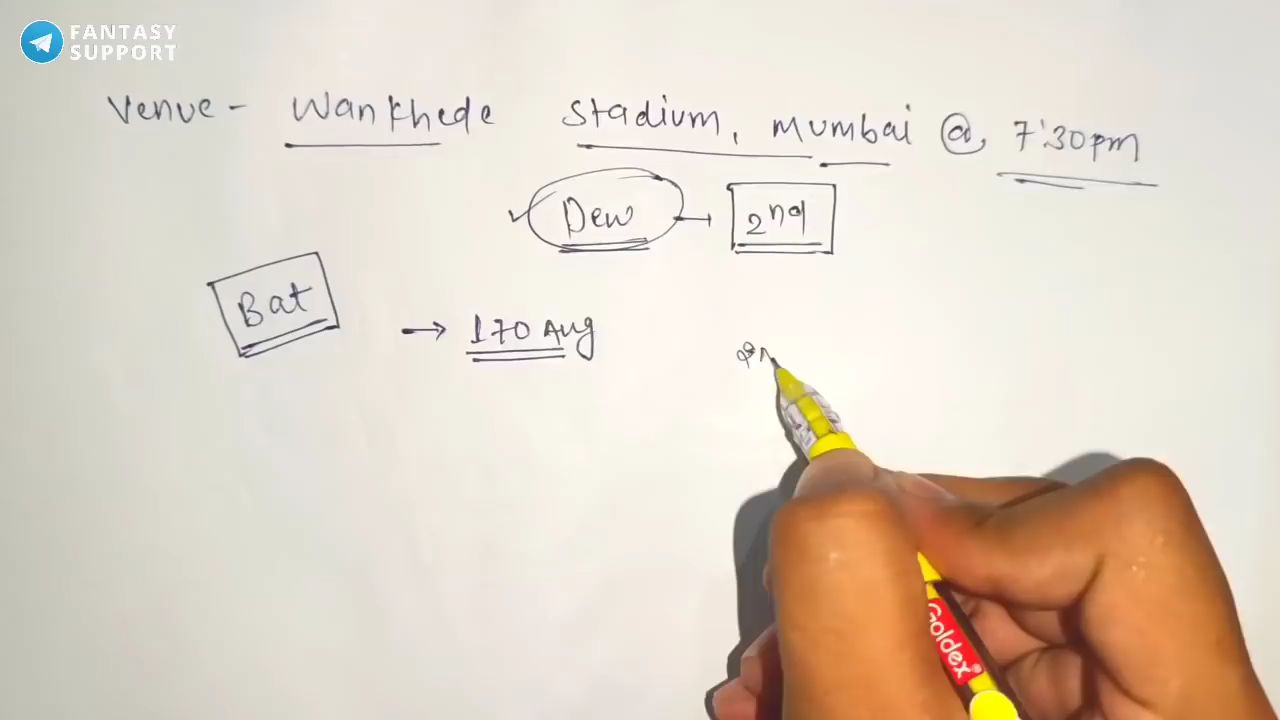 FANTASY
SUPPORT
Venue - Wankhede Stadium, Mumbai @ 7:30pm
Dew → 2nd
Bat → 170 Avg
Goldex